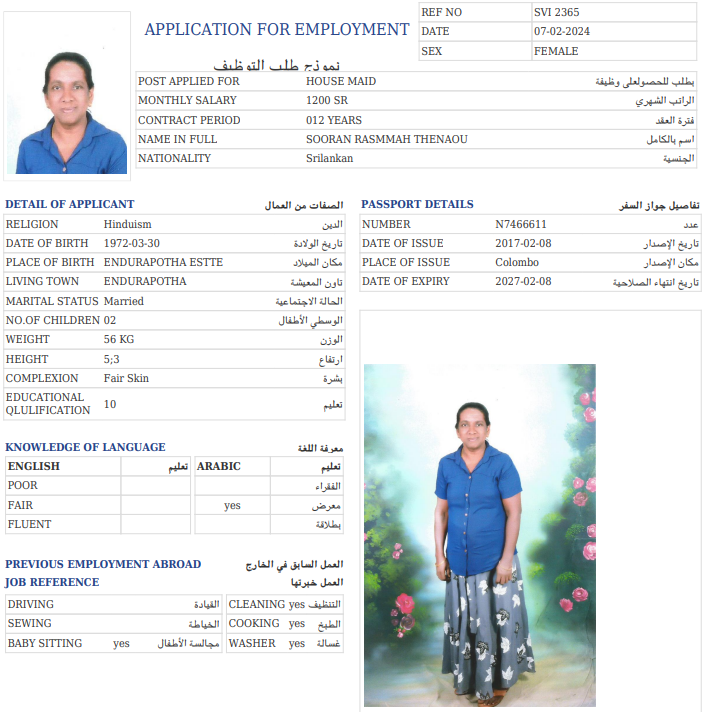 APPLICATION FOR EMPLOYMENT
نموذج طلب التوظيف
REF NO SVI 2365
DATE 07-02-2024
SEX FEMALE
POST APPLIED FOR HOUSE MAID بطلب للحصولعلى وظيفة
MONTHLY SALARY 1200 SR الراتب الشهري
CONTRACT PERIOD 012 YEARS فترة العقد
NAME IN FULL SOORAN RASMMAH THENAOU اسم بالكامل
NATIONALITY Srilankan الجنسية
DETAIL OF APPLICANT الصفات من العمال
RELIGION Hinduism الدين
DATE OF BIRTH 1972-03-30 تاريخ الولادة
PLACE OF BIRTH ENDURAPOTHA ESTTE مكان الميلاد
LIVING TOWN ENDURAPOTHA تاون المعيشة
MARITAL STATUS Married الحالة الاجتماعية
NO.OF CHILDREN 02 الوسطي الأطفال
WEIGHT 56 KG الوزن
HEIGHT 5;3 ارتفاع
COMPLEXION Fair Skin بشرة
EDUCATIONAL
QLULIFICATION 10 تعليم
PASSPORT DETAILS تفاصيل جواز السفر
NUMBER N7466611 عدد
DATE OF ISSUE 2017-02-08 تاريخ الإصدار
PLACE OF ISSUE Colombo مكان الإصدار
DATE OF EXPIRY 2027-02-08 تاريخ انتهاء الصلاحية
KNOWLEDGE OF LANGUAGE معرفة اللغة
ENGLISH تعليم ARABIC تعليم
POOR الفقراء
FAIR yes معرض
FLUENT بطلاقة
PREVIOUS EMPLOYMENT ABROAD العمل السابق في الخارج
JOB REFERENCE العمل خبرتها
DRIVING القيادة CLEANING yes التنظيف
SEWING الخياطة COOKING yes الطبخ
BABY SITTING yes مجالسة الأطفال WASHER yes غسالة